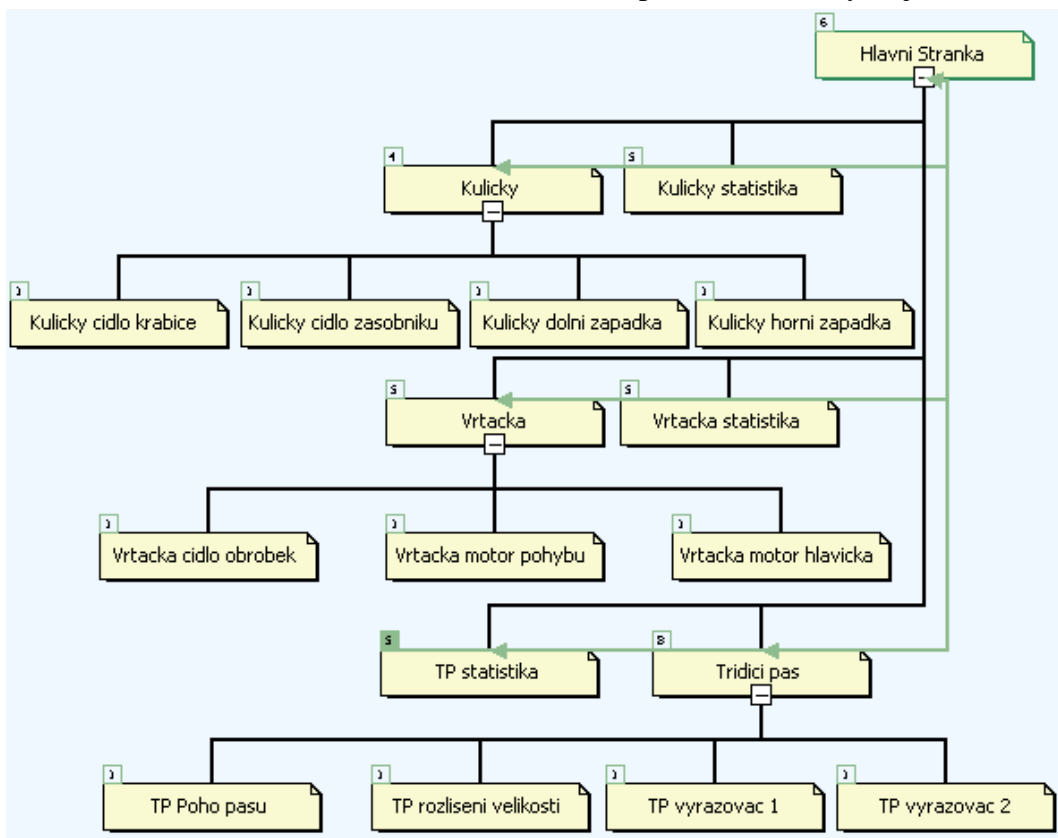 6
Hlavni Stranka
4
Kulicky
5
Kulicky statistika
Kulicky cidlo krabice
Kulicky cidlo zasobniku
Kulicky dolni zapadka
Kulicky horni zapadka
5
Vrtacka
5
Vrtacka statistika
Vrtacka cidlo obrobek
Vrtacka motor pohybu
Vrtacka motor hlavicka
5
TP statistika
Tridici pas
TP Poho pasu
TP rozliseni velikosti
TP vyrazovac 1
TP vyrazovac 2